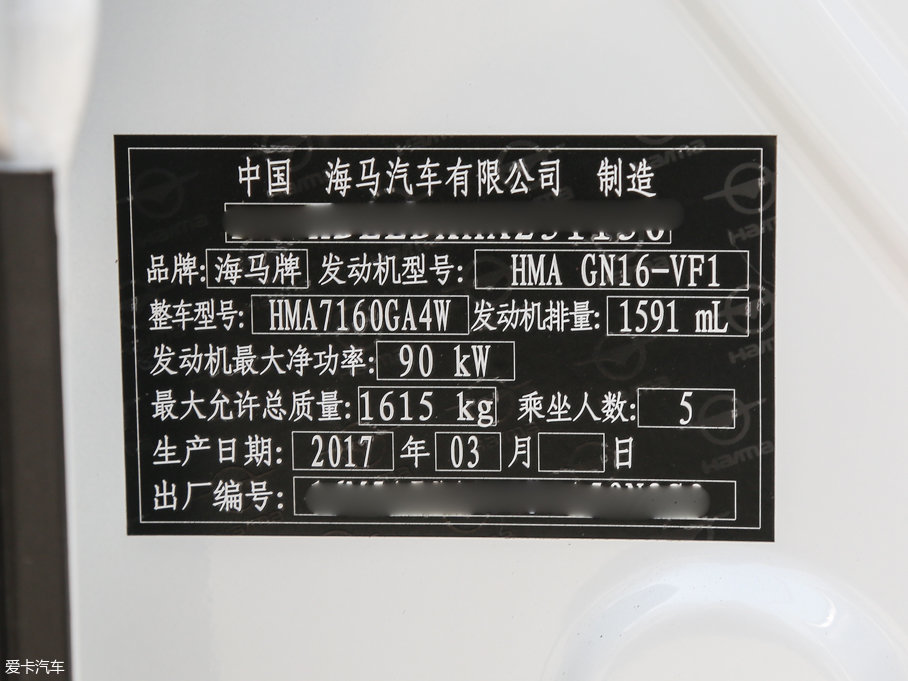 中国 海马汽车有限公司 制造
品牌: 海马牌 发动机型号: HMA GN16-VF1
整车型号: HMA7160GA4W 发动机排量: 1591 mL
发动机最大净功率: 90 kW
最大允许总质量: 1615 kg 乘坐人数: 5
生产日期: 2017 年 03 月 日
出厂编号:
爱卡汽车